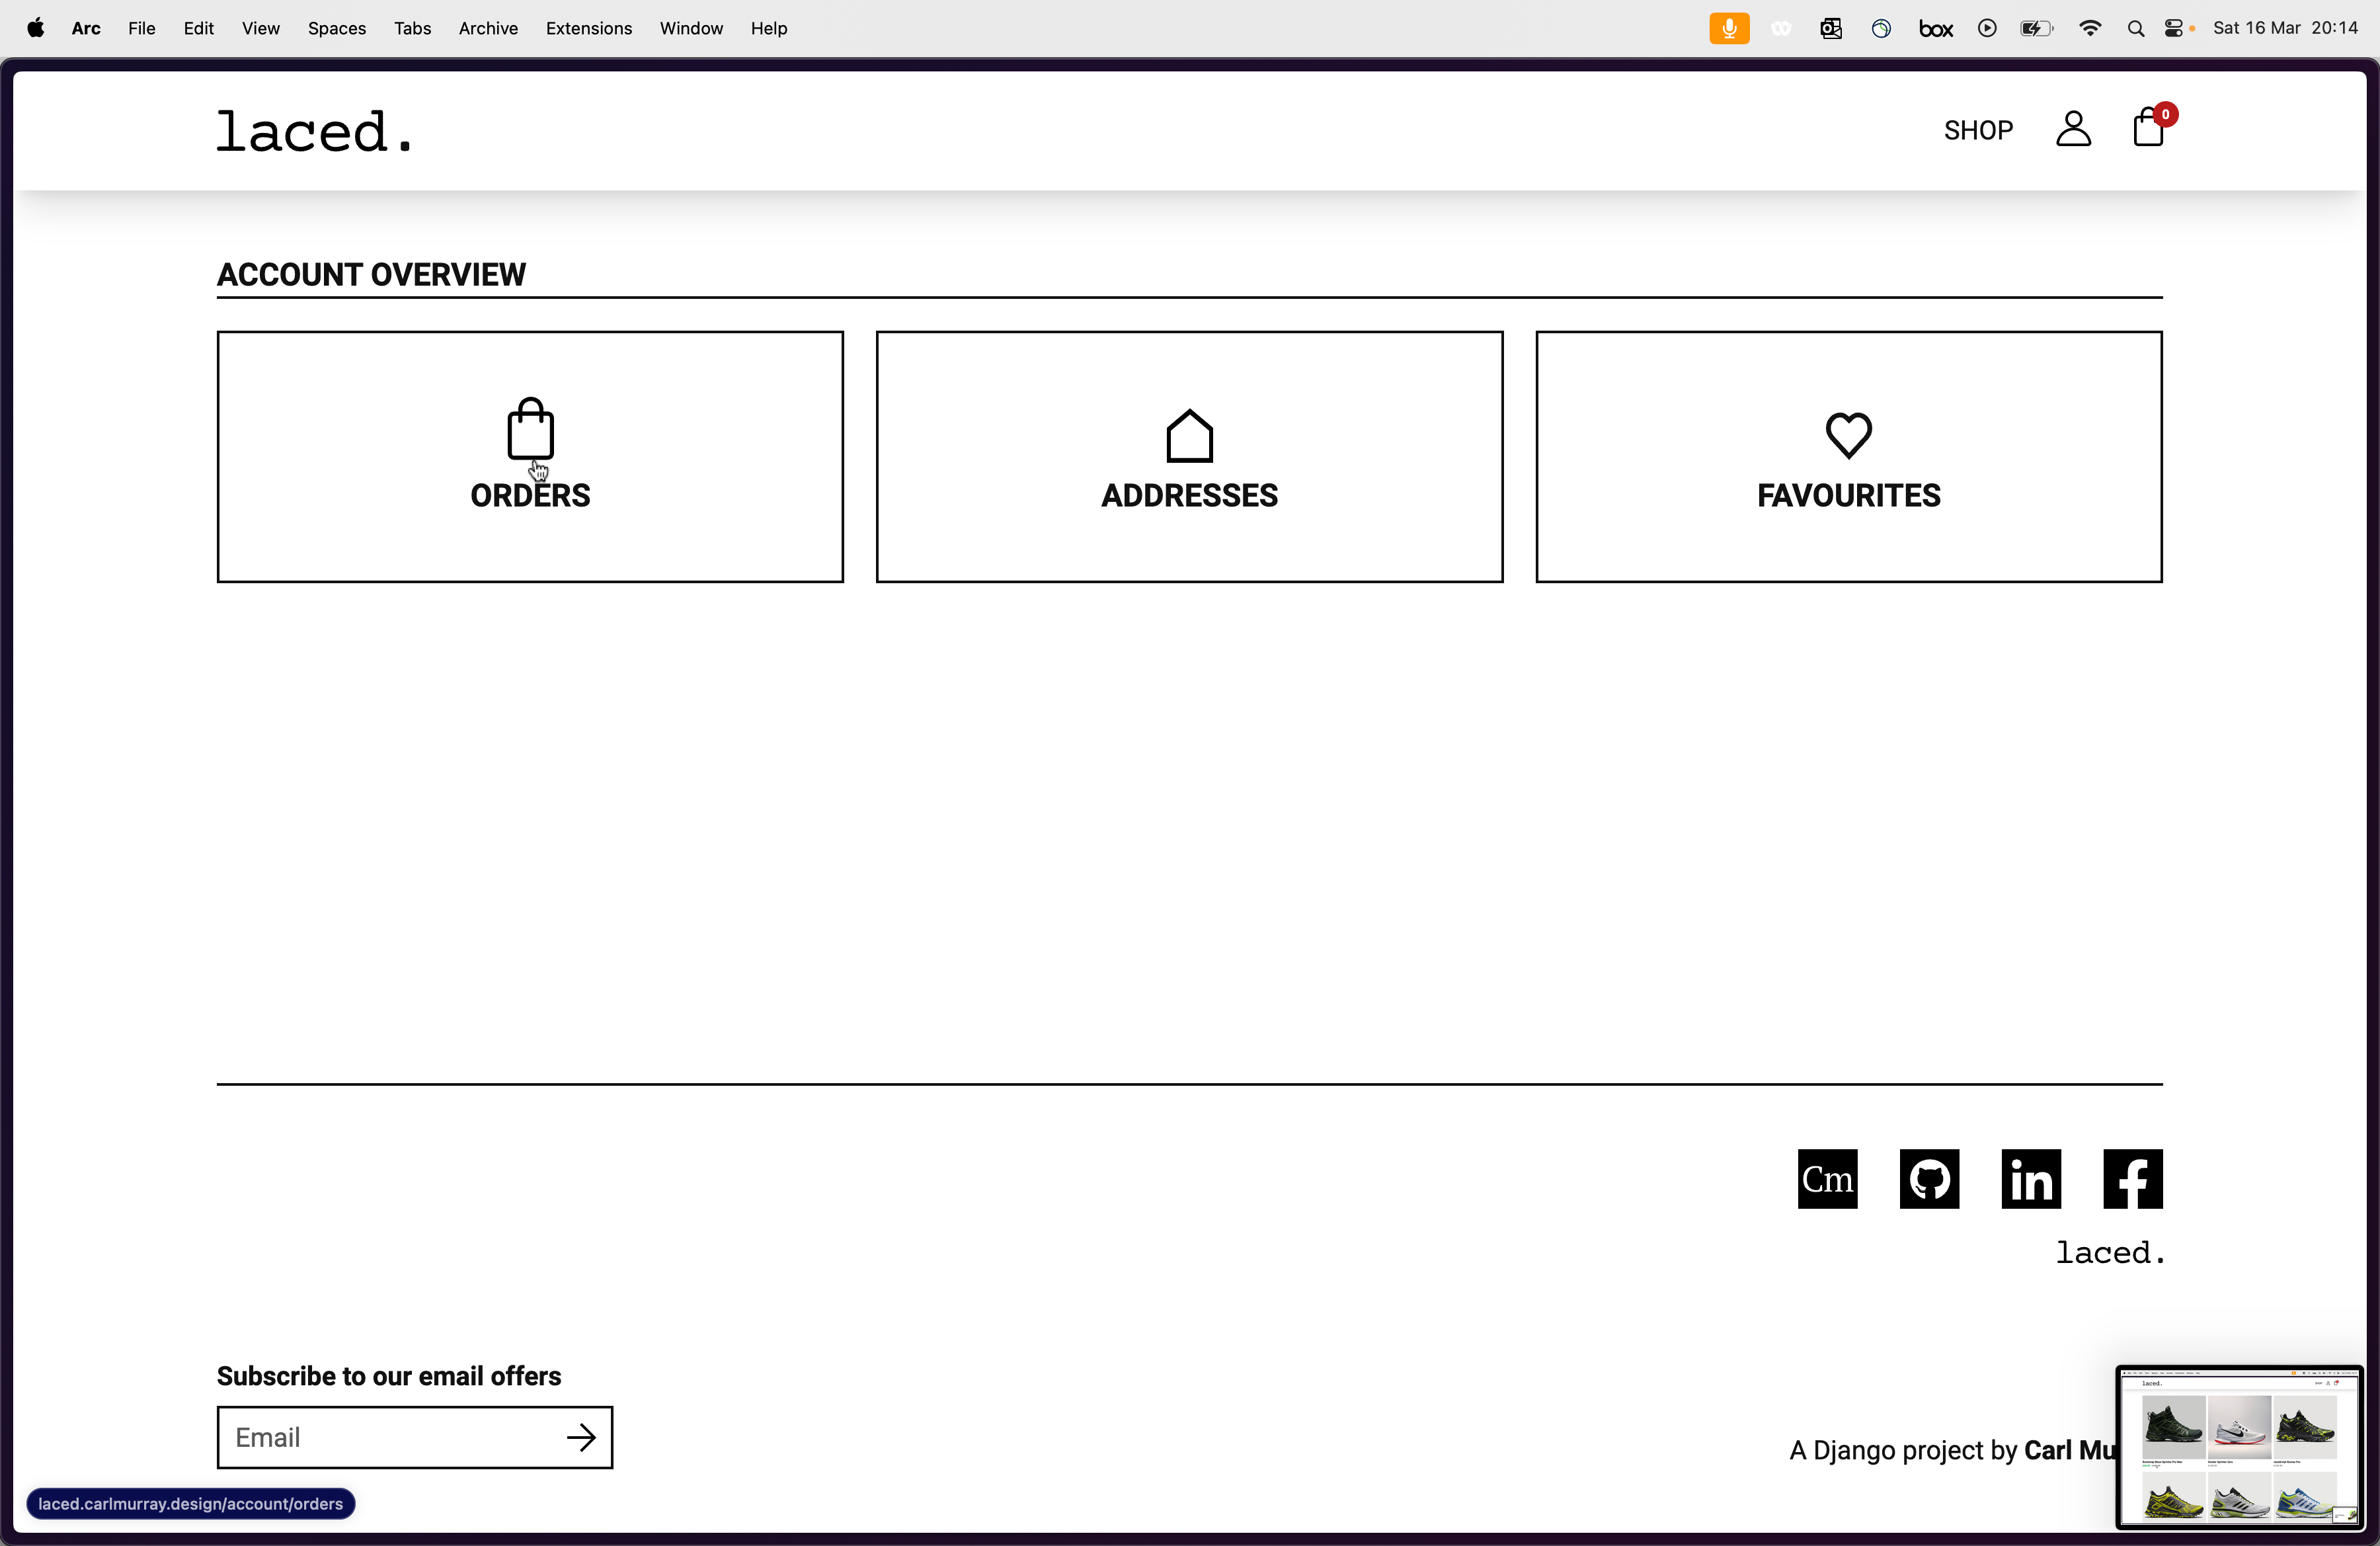 Arc File Edit View Spaces Tabs Archive Extensions Window Help box Sat 16 Mar 20:14
laced. SHOP 0
ACCOUNT OVERVIEW
ORDERS ADDRESSES FAVOURITES
Cm in f
laced.
Subscribe to our email offers
Email
A Django project by Carl Mu
laced.carlmurray.design/account/orders
laced.